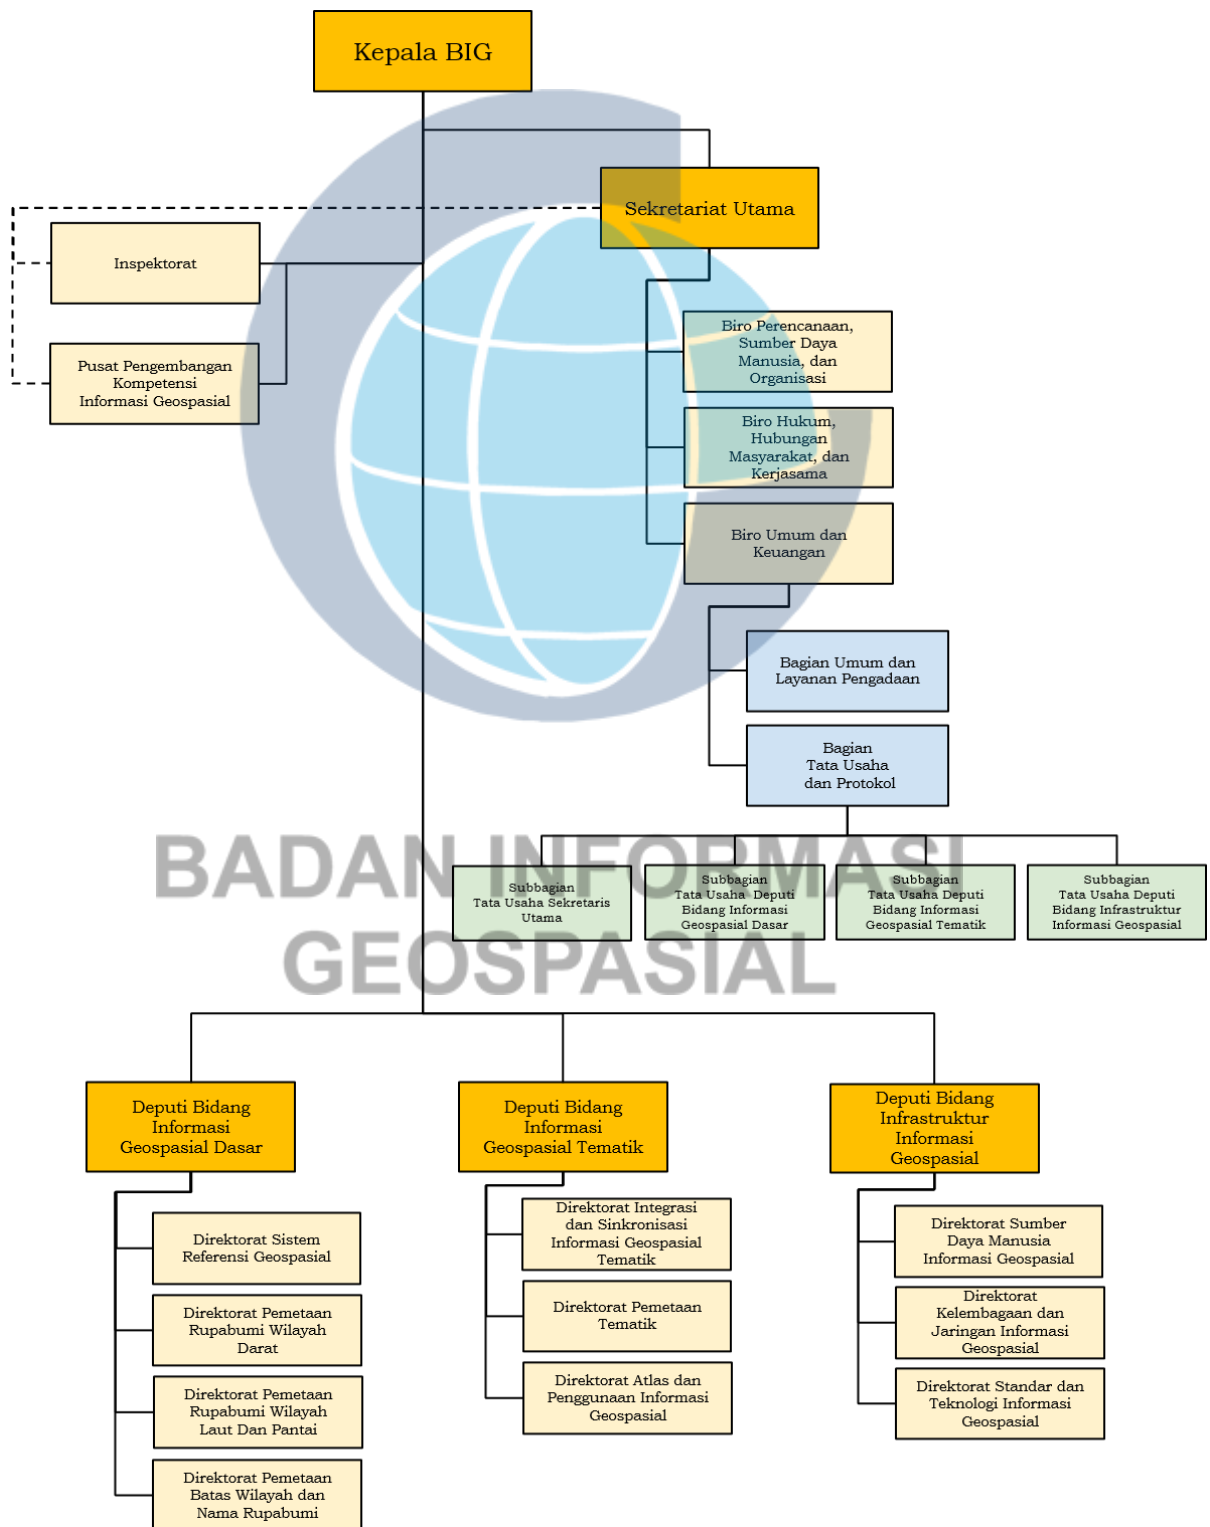 Kepala BIG
Sekretariat Utama
Inspektorat
Pusat Pengembangan
Kompetensi
Informasi Geospasial
Biro Perencanaan,
Sumber Daya
Manusia, dan
Organisasi
Biro Hukum,
Hubungan
Masyarakat, dan
Kerjasama
Biro Umum dan
Keuangan
Bagian Umum dan
Layanan Pengadaan
Bagian
Tata Usaha
dan Protokol
BADAN INFORMASI
GEOSPASIAL
Subbagian
Tata Usaha Sekretaris
Utama
Subbagian
Tata Usaha Deputi
Bidang Informasi
Geospasial Dasar
Subbagian
Tata Usaha Deputi
Bidang Informasi
Geospasial Tematik
Subbagian
Tata Usaha Deputi
Bidang Infrastruktur
Informasi Geospasial
Deputi Bidang
Informasi
Geospasial Dasar
Direktorat Sistem
Referensi Geospasial
Direktorat Pemetaan
Rupabumi Wilayah
Darat
Direktorat Pemetaan
Rupabumi Wilayah
Laut Dan Pantai
Direktorat Pemetaan
Batas Wilayah dan
Nama Rupabumi
Deputi Bidang
Informasi
Geospasial Tematik
Direktorat Integrasi
dan Sinkronisasi
Informasi Geospasial
Tematik
Direktorat Pemetaan
Tematik
Direktorat Atlas dan
Penggunaan Informasi
Geospasial
Deputi Bidang
Infrastruktur
Informasi
Geospasial
Direktorat Sumber
Daya Manusia
Informasi Geospasial
Direktorat
Kelembagaan dan
Jaringan Informasi
Geospasial
Direktorat Standar dan
Teknologi Informasi
Geospasial